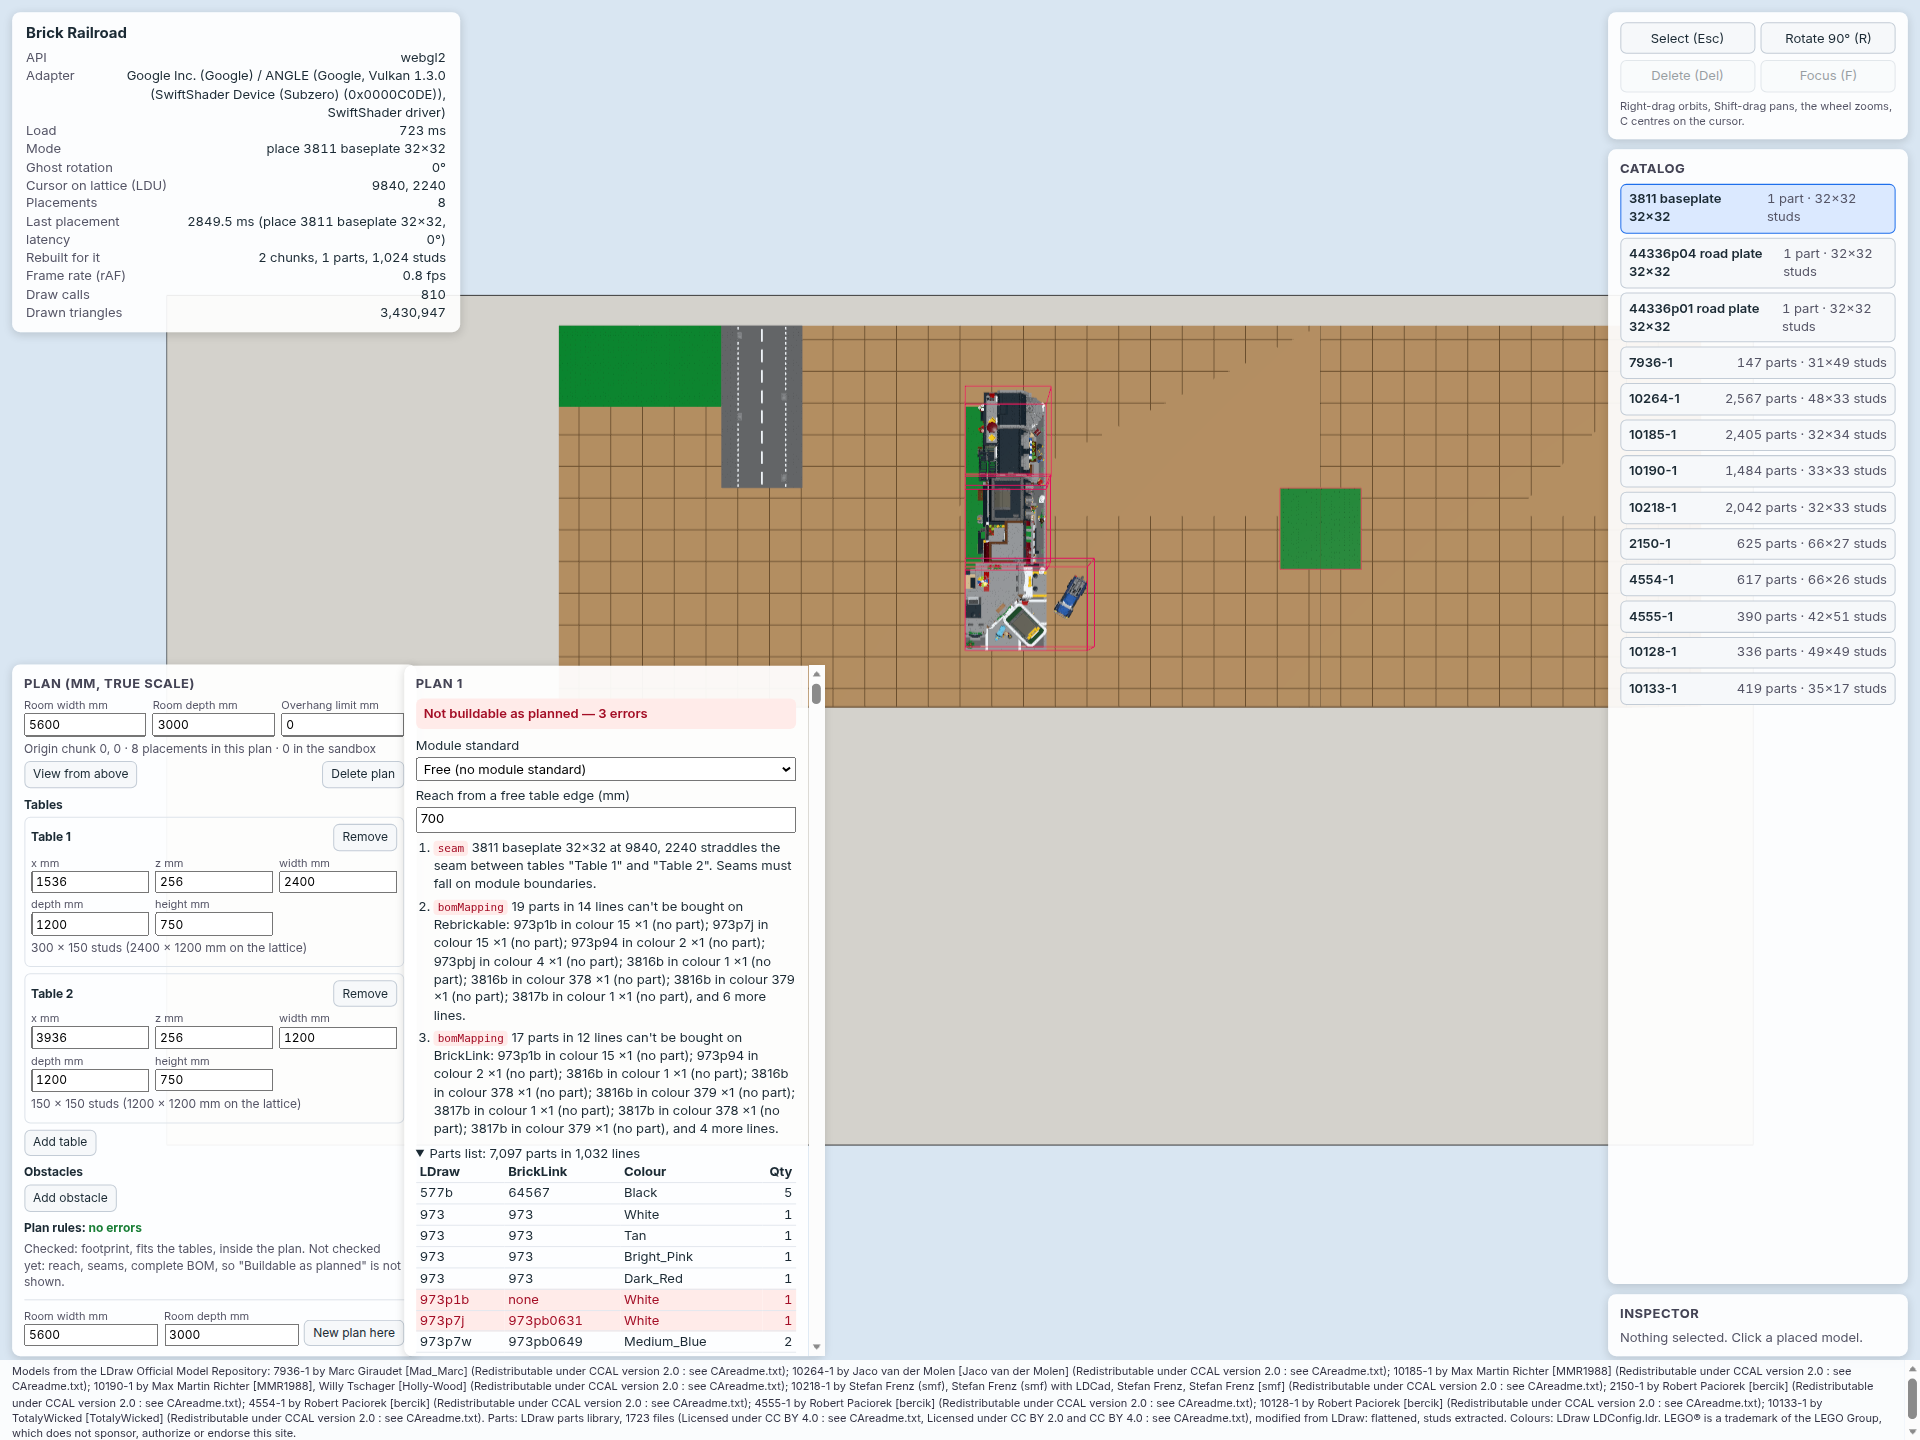 Brick Railroad
API webgl2
Adapter Google Inc. (Google) / ANGLE (Google, Vulkan 1.3.0
(SwiftShader Device (Subzero) (0x0000C0DE)),
SwiftShader driver)
Load 723 ms
Mode place 3811 baseplate 32×32
Ghost rotation 0°
Cursor on lattice (LDU) 9840, 2240
Placements 8
Last placement latency 2849.5 ms (place 3811 baseplate 32×32, 0°)
Rebuilt for it 2 chunks, 1 parts, 1,024 studs
Frame rate (rAF) 0.8 fps
Draw calls 810
Drawn triangles 3,430,947
Select (Esc) Rotate 90° (R)
Delete (Del) Focus (F)
Right-drag orbits, Shift-drag pans, the wheel zooms,
C centres on the cursor.
CATALOG
3811 baseplate 32×32 1 part · 32×32 studs
44336p04 road plate 32×32 1 part · 32×32 studs
44336p01 road plate 32×32 1 part · 32×32 studs
7936-1 147 parts · 31×49 studs
10264-1 2,567 parts · 48×33 studs
10185-1 2,405 parts · 32×34 studs
10190-1 1,484 parts · 33×33 studs
10218-1 2,042 parts · 32×33 studs
2150-1 625 parts · 66×27 studs
4554-1 617 parts · 66×26 studs
4555-1 390 parts · 42×51 studs
10128-1 336 parts · 49×49 studs
10133-1 419 parts · 35×17 studs
INSPECTOR
Nothing selected. Click a placed model.
PLAN (MM, TRUE SCALE)
Room width mm Room depth mm Overhang limit mm
5600 3000 0
Origin chunk 0, 0 · 8 placements in this plan · 0 in the sandbox
View from above Delete plan
Tables
Table 1 Remove
x mm z mm width mm
1536 256 2400
depth mm height mm
1200 750
300 × 150 studs (2400 × 1200 mm on the lattice)
Table 2 Remove
x mm z mm width mm
3936 256 1200
depth mm height mm
1200 750
150 × 150 studs (1200 × 1200 mm on the lattice)
Add table
Obstacles
Add obstacle
Plan rules: no errors
Checked: footprint, fits the tables, inside the plan. Not checked
yet: reach, seams, complete BOM, so "Buildable as planned" is not
shown.
Room width mm Room depth mm
5600 3000 New plan here
PLAN 1
Not buildable as planned — 3 errors
Module standard
Free (no module standard)
Reach from a free table edge (mm)
700
1. seam 3811 baseplate 32×32 at 9840, 2240 straddles the
seam between tables "Table 1" and "Table 2". Seams must
fall on module boundaries.
2. bomMapping 19 parts in 14 lines can't be bought on
Rebrickable: 973p1b in colour 15 ×1 (no part); 973p7j in
colour 15 ×1 (no part); 973p94 in colour 2 ×1 (no part);
973pbj in colour 4 ×1 (no part); 3816b in colour 1 ×1 (no
part); 3816b in colour 378 ×1 (no part); 3816b in colour 379
×1 (no part); 3817b in colour 1 ×1 (no part), and 6 more
lines.
3. bomMapping 17 parts in 12 lines can't be bought on
BrickLink: 973p1b in colour 15 ×1 (no part); 973p94 in
colour 2 ×1 (no part); 3816b in colour 1 ×1 (no part); 3816b
in colour 378 ×1 (no part); 3816b in colour 379 ×1 (no part);
3817b in colour 1 ×1 (no part); 3817b in colour 378 ×1 (no
part); 3817b in colour 379 ×1 (no part), and 4 more lines.
▼ Parts list: 7,097 parts in 1,032 lines
LDraw BrickLink Colour Qty
577b 64567 Black 5
973 973 White 1
973 973 Tan 1
973 973 Bright_Pink 1
973 973 Dark_Red 1
973p1b none White 1
973p7j 973pb0631 White 1
973p7w 973pb0649 Medium_Blue 2
Models from the LDraw Official Model Repository: 7936-1 by Marc Giraudet [Mad_Marc] (Redistributable under CCAL version 2.0 : see CAreadme.txt); 10264-1 by Jaco van der Molen [Jaco van der Molen] (Redistributable under CCAL version 2.0 : see CAreadme.txt); 10185-1 by Max Martin Richter [MMR1988] (Redistributable under CCAL version 2.0 : see
CAreadme.txt); 10190-1 by Max Martin Richter [MMR1988], Willy Tschager [Holly-Wood] (Redistributable under CCAL version 2.0 : see CAreadme.txt); 10218-1 by Stefan Frenz (smf), Stefan Frenz (smf) with LDCad, Stefan Frenz, Stefan Frenz [smf] (Redistributable under CCAL version 2.0 : see CAreadme.txt); 2150-1 by Robert Paciorek [bercik] (Redistributable
under CCAL version 2.0 : see CAreadme.txt); 4554-1 by Robert Paciorek [bercik] (Redistributable under CCAL version 2.0 : see CAreadme.txt); 4555-1 by Robert Paciorek [bercik] (Redistributable under CCAL version 2.0 : see CAreadme.txt); 10128-1 by Robert Paciorek [bercik] (Redistributable under CCAL version 2.0 : see CAreadme.txt); 10133-1 by
TotalyWicked [TotalyWicked] (Redistributable under CCAL version 2.0 : see CAreadme.txt). Parts: LDraw parts library, 1723 files (Licensed under CC BY 4.0 : see CAreadme.txt, Licensed under CC BY 2.0 and CC BY 4.0 : see CAreadme.txt), modified from LDraw: flattened, studs extracted. Colours: LDraw LDConfig.ldr. LEGO® is a trademark of the LEGO Group,
which does not sponsor, authorize or endorse this site.